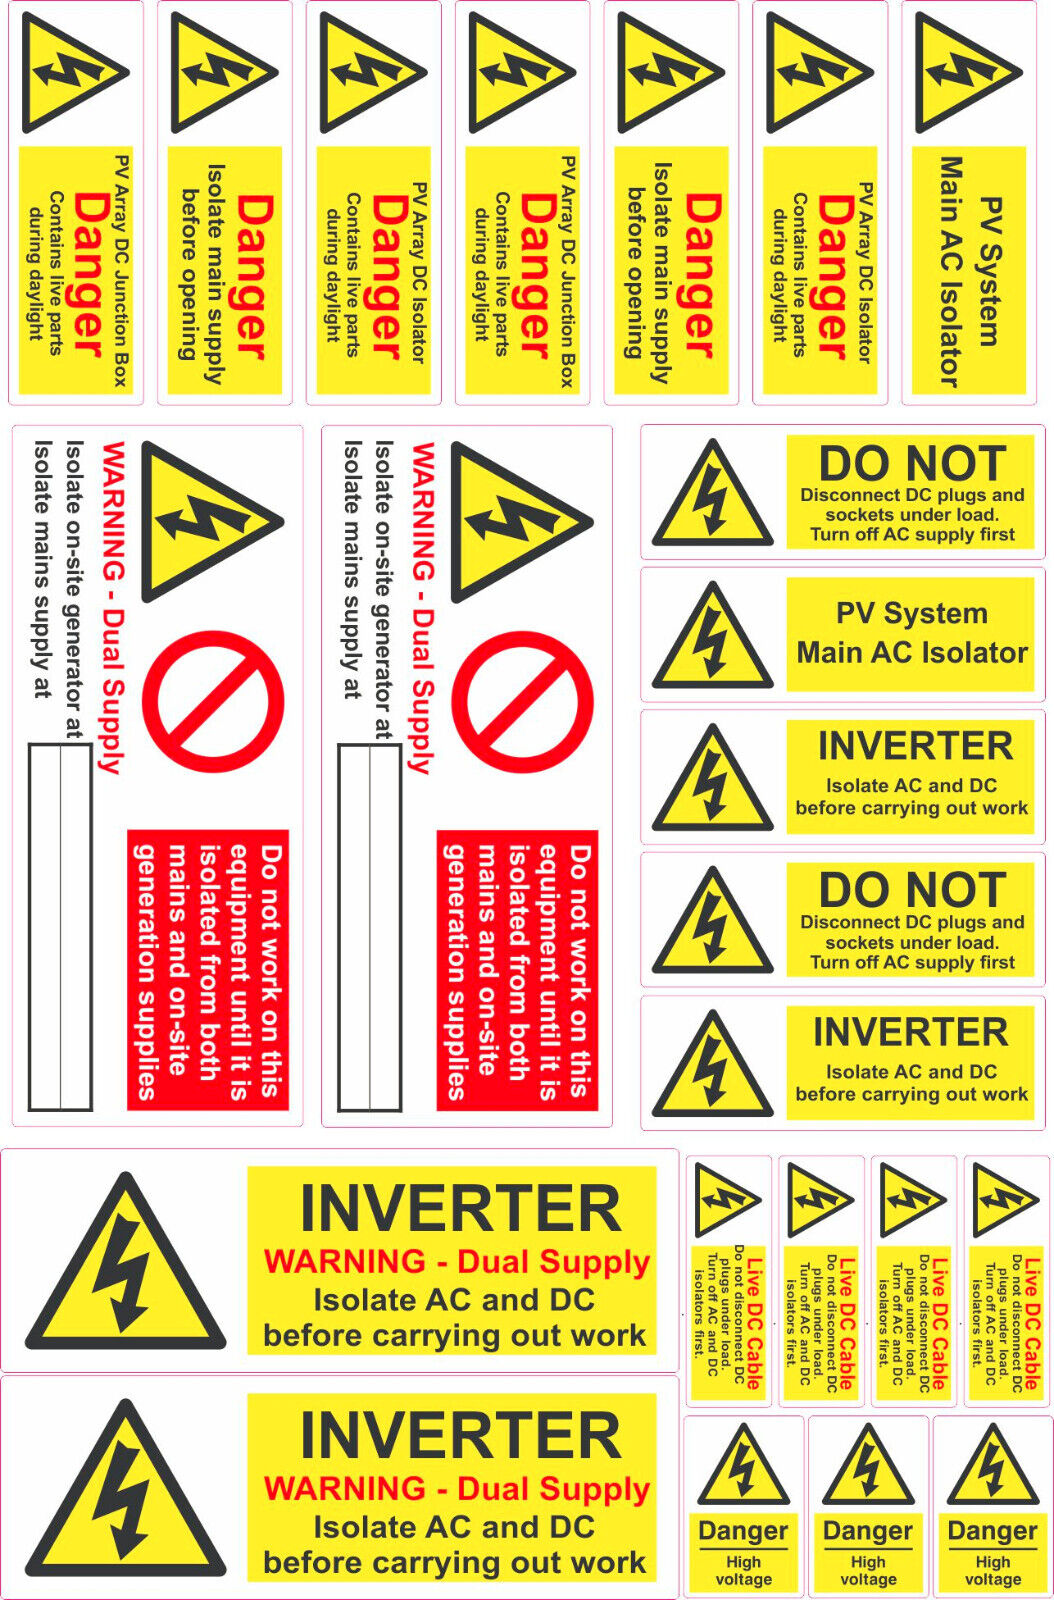 PV Array DC Junction Box
Danger
Contains live parts
during daylight
Danger
Isolate main supply
before opening
PV Array DC Isolator
Danger
Contains live parts
during daylight
PV Array DC Junction Box
Danger
Contains live parts
during daylight
Danger
Isolate main supply
before opening
PV Array DC Isolator
Danger
Contains live parts
during daylight
PV System
Main AC Isolator
WARNING - Dual Supply
Isolate on-site generator at
Isolate mains supply at
Do not work on this
equipment until it is
isolated from both
mains and on-site
generation supplies
WARNING - Dual Supply
Isolate on-site generator at
Isolate mains supply at
Do not work on this
equipment until it is
isolated from both
mains and on-site
generation supplies
DO NOT
Disconnect DC plugs and
sockets under load.
Turn off AC supply first
PV System
Main AC Isolator
INVERTER
Isolate AC and DC
before carrying out work
DO NOT
Disconnect DC plugs and
sockets under load.
Turn off AC supply first
INVERTER
Isolate AC and DC
before carrying out work
INVERTER
WARNING - Dual Supply
Isolate AC and DC
before carrying out work
INVERTER
WARNING - Dual Supply
Isolate AC and DC
before carrying out work
Live DC Cable
Do not disconnect DC
plugs under load.
Turn off AC and DC
isolators first.
Live DC Cable
Do not disconnect DC
plugs under load.
Turn off AC and DC
isolators first.
Live DC Cable
Do not disconnect DC
plugs under load.
Turn off AC and DC
isolators first.
Live DC Cable
Do not disconnect DC
plugs under load.
Turn off AC and DC
isolators first.
Danger
High
voltage
Danger
High
voltage
Danger
High
voltage